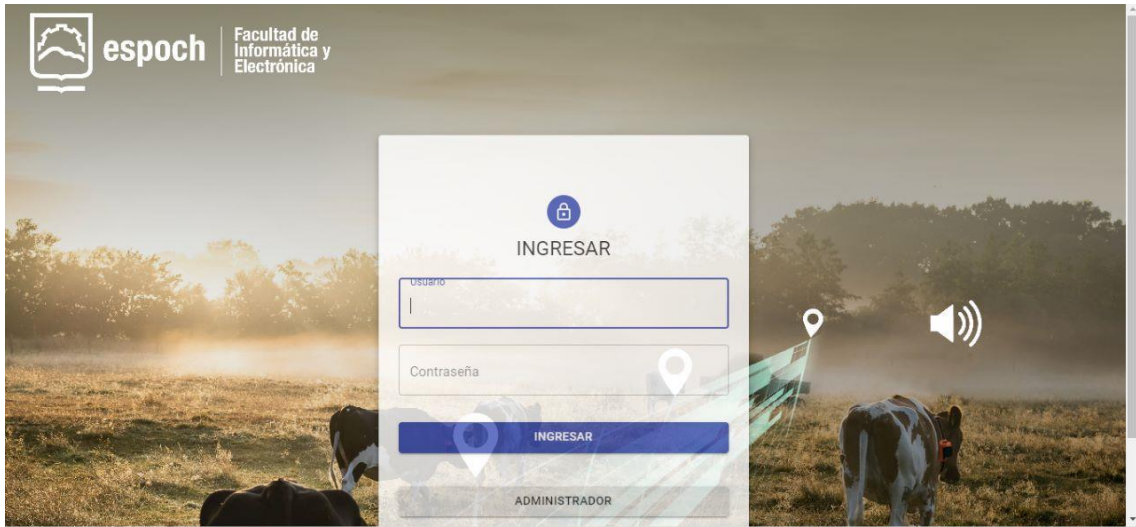 espoch
Facultad de
Informática y
Electrónica
INGRESAR
Usuario
Contraseña
INGRESAR
ADMINISTRADOR